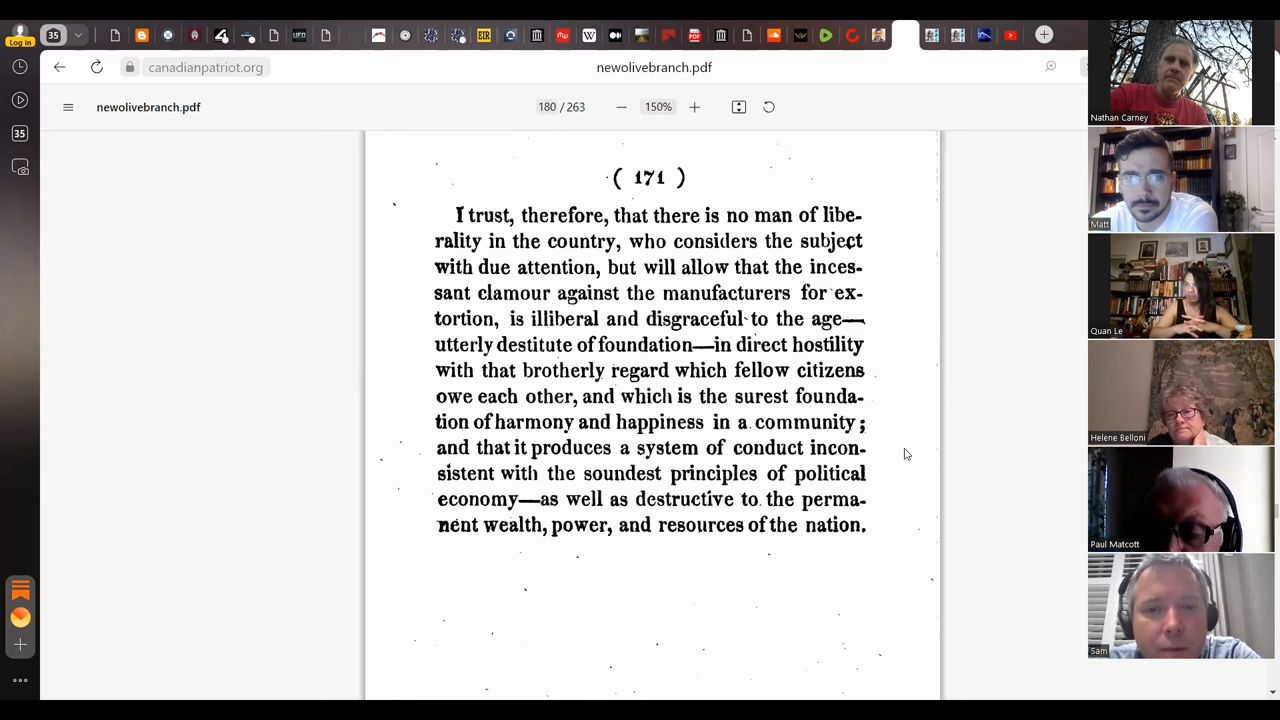 35
Log in
EIR
W
PDF
canadianpatriot.org
newolivebranch.pdf
newolivebranch.pdf
180 / 263
150%
35
( 171 )
I trust, therefore, that there is no man of libe-
rality in the country, who considers the subject
with due attention, but will allow that the inces-
sant clamour against the manufacturers for ex-
tortion, is illiberal and disgraceful to the age—
utterly destitute of foundation—in direct hostility
with that brotherly regard which fellow citizens
owe each other, and which is the surest founda-
tion of harmony and happiness in a community;
and that it produces a system of conduct incon-
sistent with the soundest principles of political
economy—as well as destructive to the perma-
nent wealth, power, and resources of the nation.
Nathan Carney
Matt
Quan Le
Helene Belloni
Paul Matcott
Sam